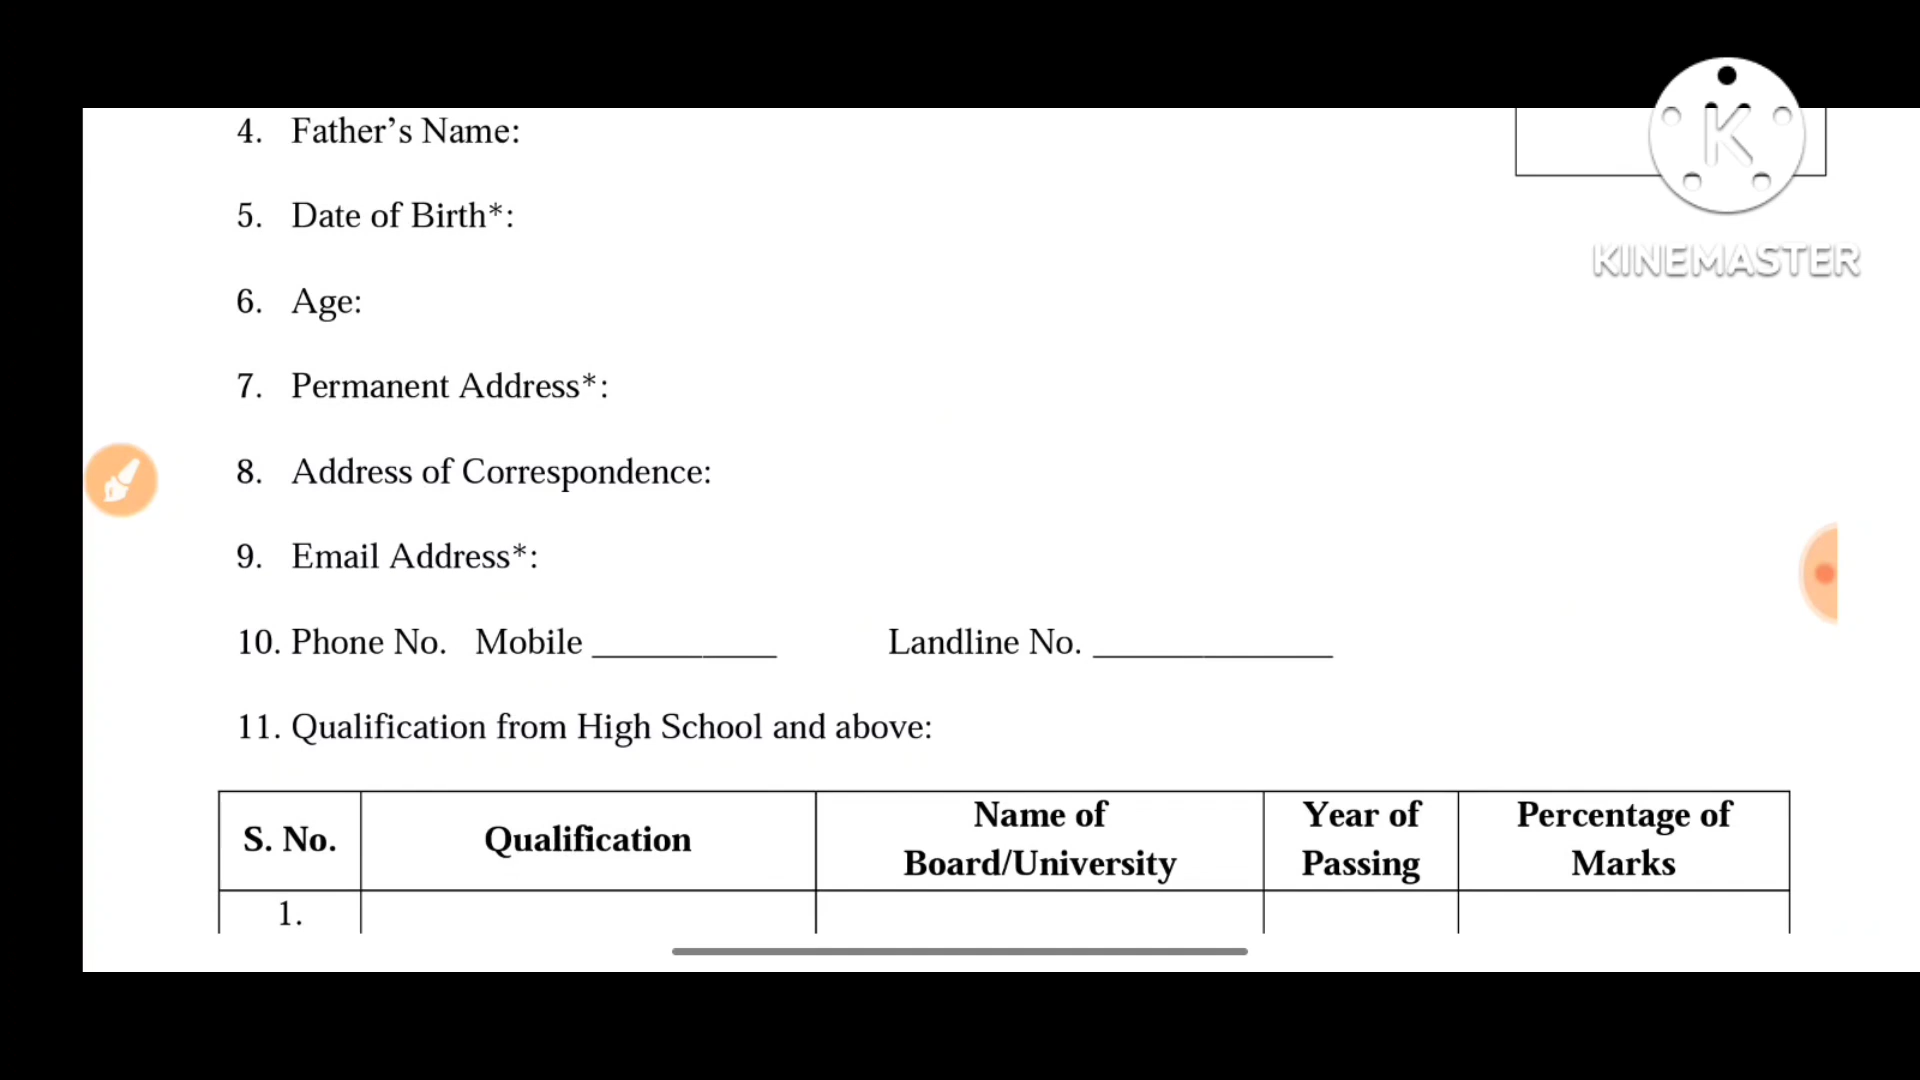 4. Father’s Name:
K
5. Date of Birth*:
KINEMASTER
6. Age:
7. Permanent Address*:
8. Address of Correspondence:
9. Email Address*:
10. Phone No. Mobile __________ Landline No. _____________
11. Qualification from High School and above:
S. No. Qualification Name of Board/University Year of Passing Percentage of Marks
1.